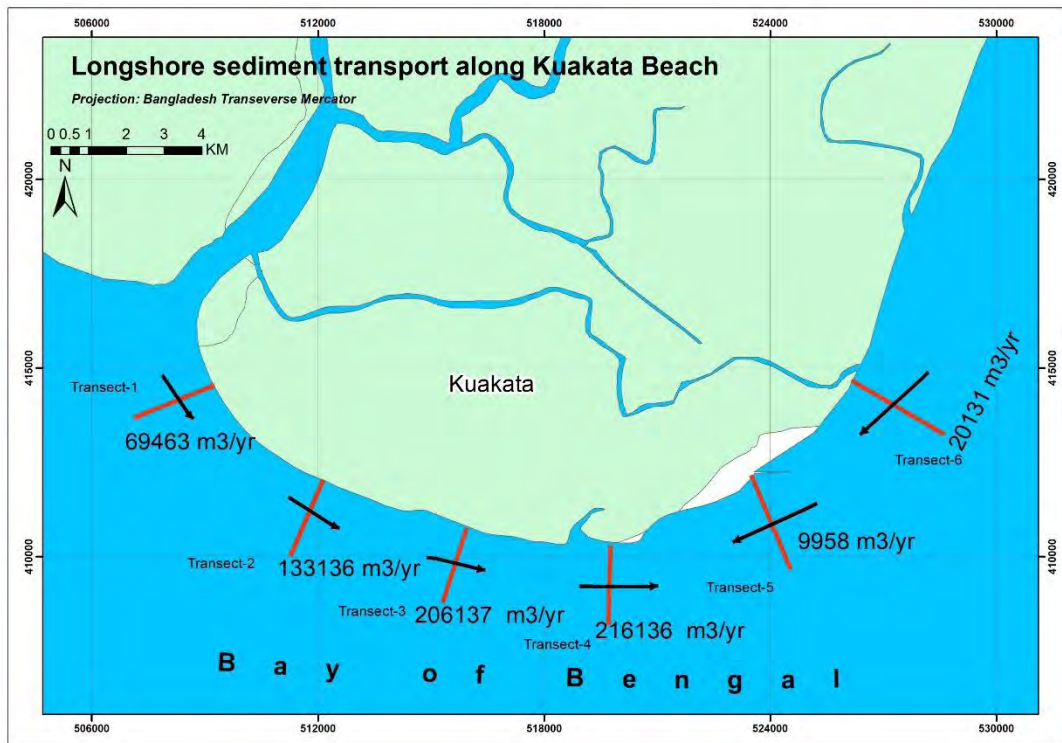 506000 512000 518000 524000 530000
Longshore sediment transport along Kuakata Beach
Projection: Bangladesh Transeverse Mercator
0 0.5 1 2 3 4
KM
N
420000 420000
415000 415000
Kuakata
Transect-1
69463 m3/yr
20131 m3/yr
Transect-6
Transect-2
133136 m3/yr
9958 m3/yr
410000 410000
Transect-5
Transect-3 206137 m3/yr
Transect-4 216136 m3/yr
Bay of Bengal
506000 512000 518000 524000 530000